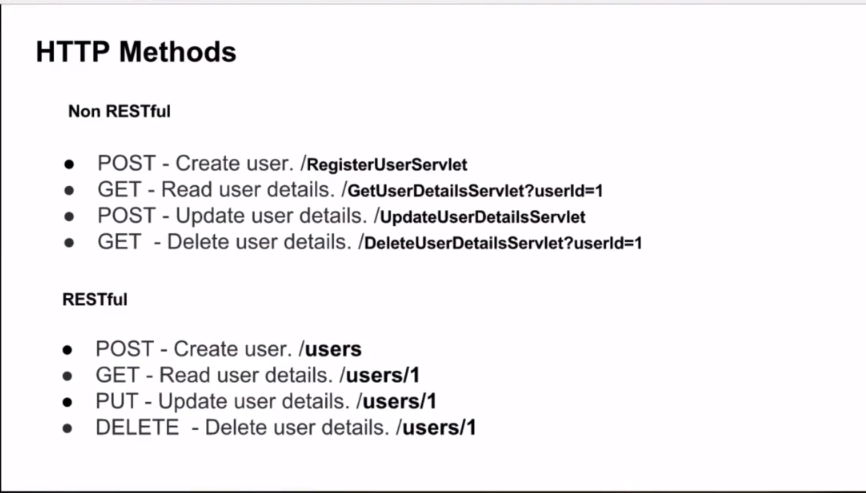 HTTP Methods
Non RESTful
● POST - Create user. /RegisterUserServlet
● GET - Read user details. /GetUserDetailsServlet?userId=1
● POST - Update user details. /UpdateUserDetailsServlet
● GET - Delete user details. /DeleteUserDetailsServlet?userId=1
RESTful
● POST - Create user. /users
● GET - Read user details. /users/1
● PUT - Update user details. /users/1
● DELETE - Delete user details. /users/1